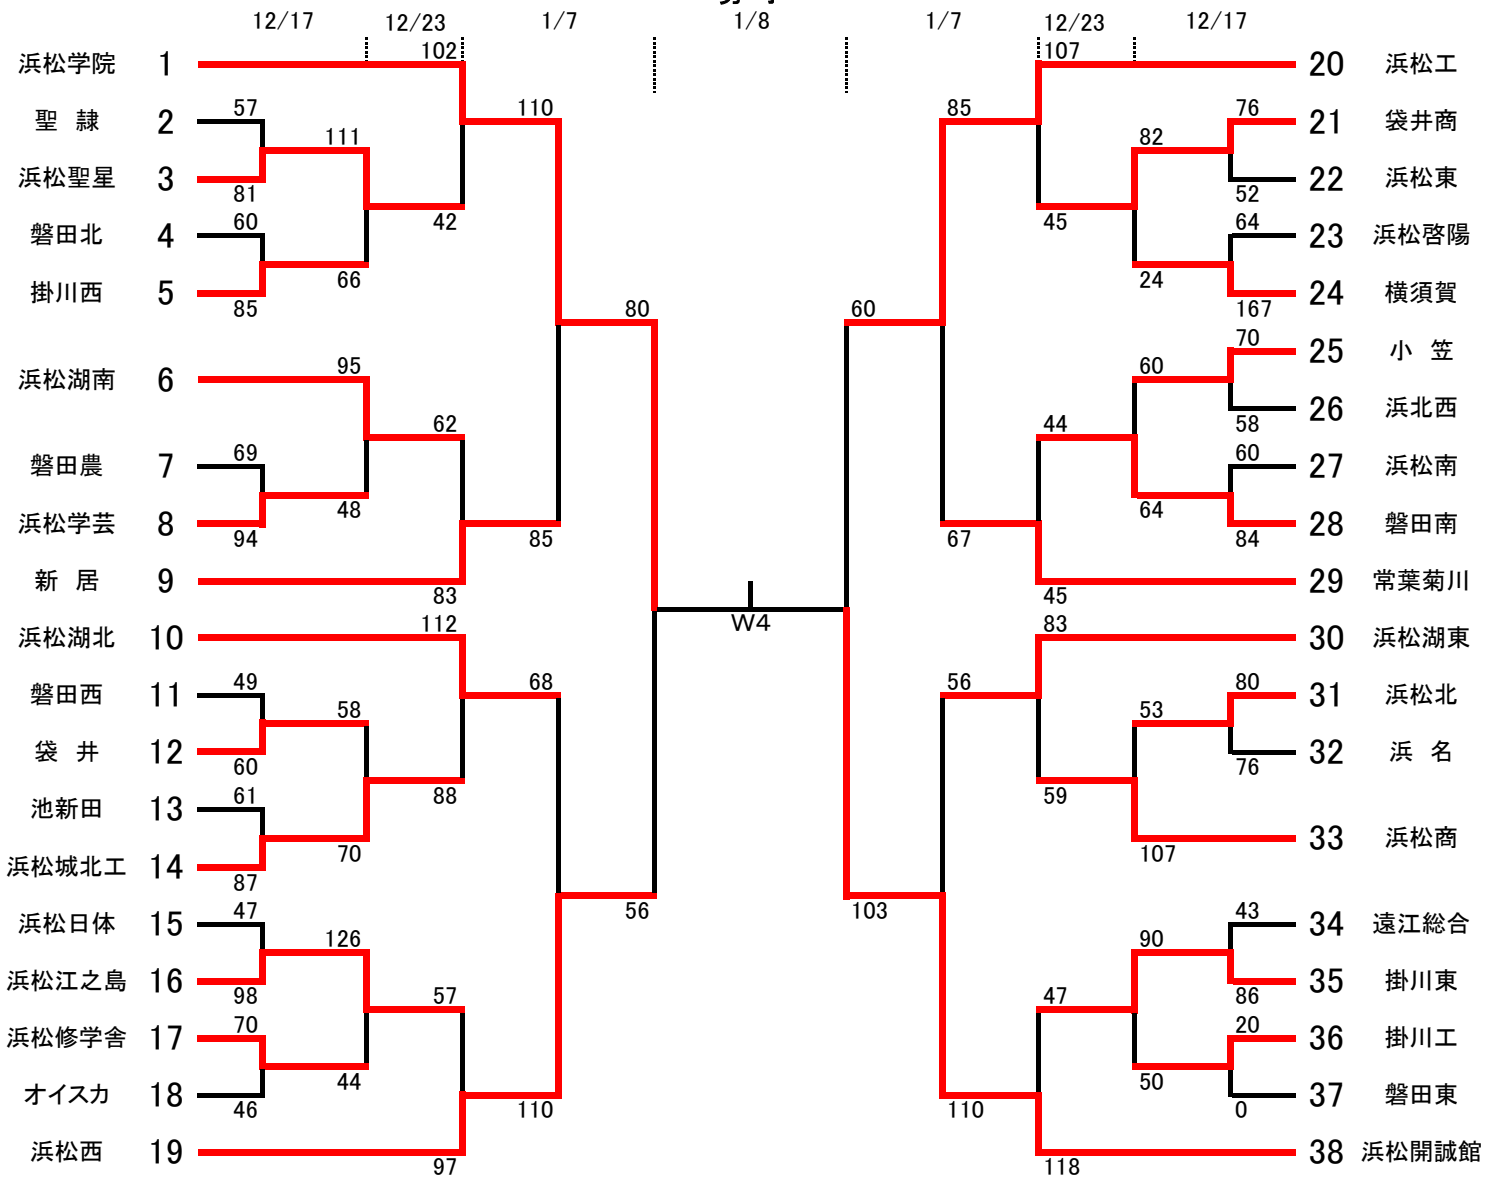 12/17 12/23 1/7 1/8 1/7 12/23 12/17
102 107
浜松学院 1 20 浜松工
57 110 85 76
聖 隷 2 21 袋井商
111 82
浜松聖星 3 22 浜松東
81 52
60 42 45 64
磐田北 4 23 浜松啓陽
66 24
掛川西 5 24 横須賀
85 80 60 167
70
25 小 笠
95 60
浜松湖南 6 26 浜北西
62 44 58
69 60
磐田農 7 27 浜松南
48 64
浜松学芸 8 28 磐田南
94 85 67 84
新 居 9 29 常葉菊川
83 45
112 W4 83
浜松湖北 10 30 浜松湖東
49 68 56 80
磐田西 11 31 浜松北
58 53
袋 井 12 32 浜 名
60 76
61 88 59
池新田 13
33 浜松商
70 107
浜松城北工 14
87
47 56 103 43
浜松日体 15 34 遠江総合
126 90
浜松江之島 16 35 掛川東
98 57 47 86
70 20
浜松修学舎 17 36 掛川工
44 50
オイスカ 18 37 磐田東
46 110 110 0
浜松西 19 38 浜松開誠館
97 118